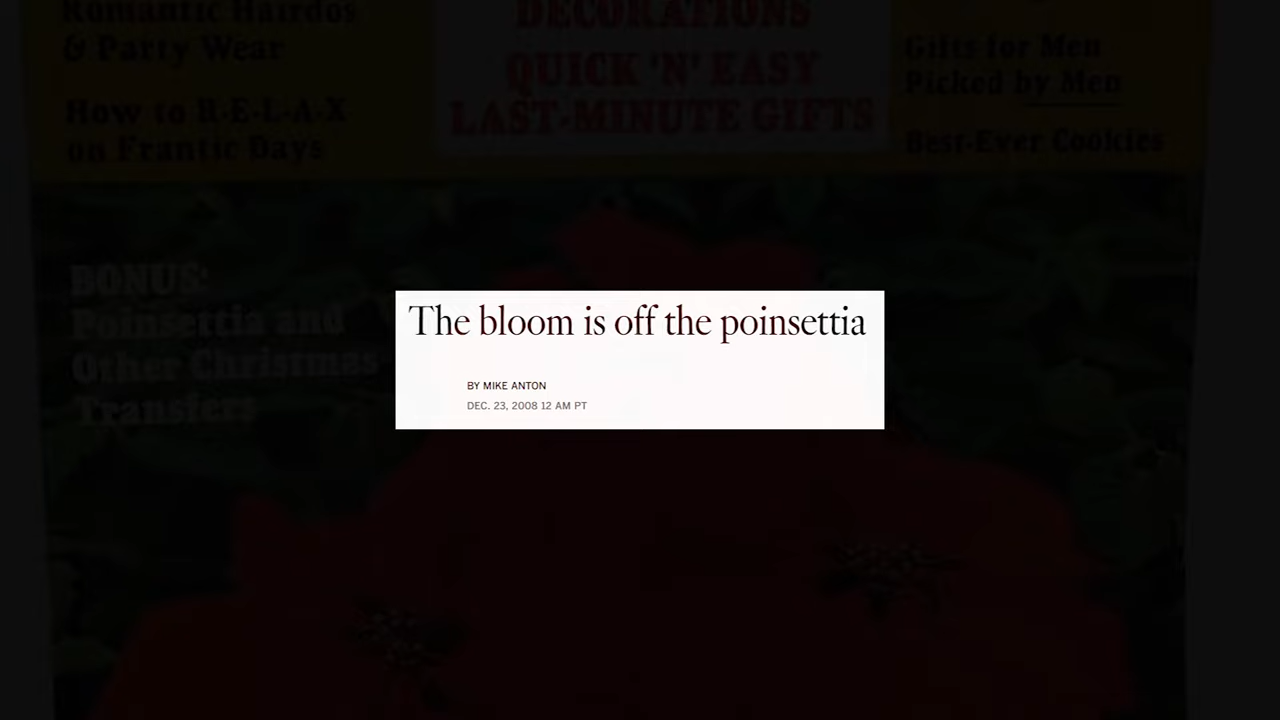 Romantic Hairdos
& Party Wear
How to R·E·L·A·X
on Frantic Days
DECORATIONS
QUICK 'N' EASY
LAST-MINUTE GIFTS
Gifts for Men
Picked by Men
Best-Ever Cookies
BONUS:
Poinsettia and
Other Christmas
Transfers
The bloom is off the poinsettia
BY MIKE ANTON
DEC. 23, 2008 12 AM PT